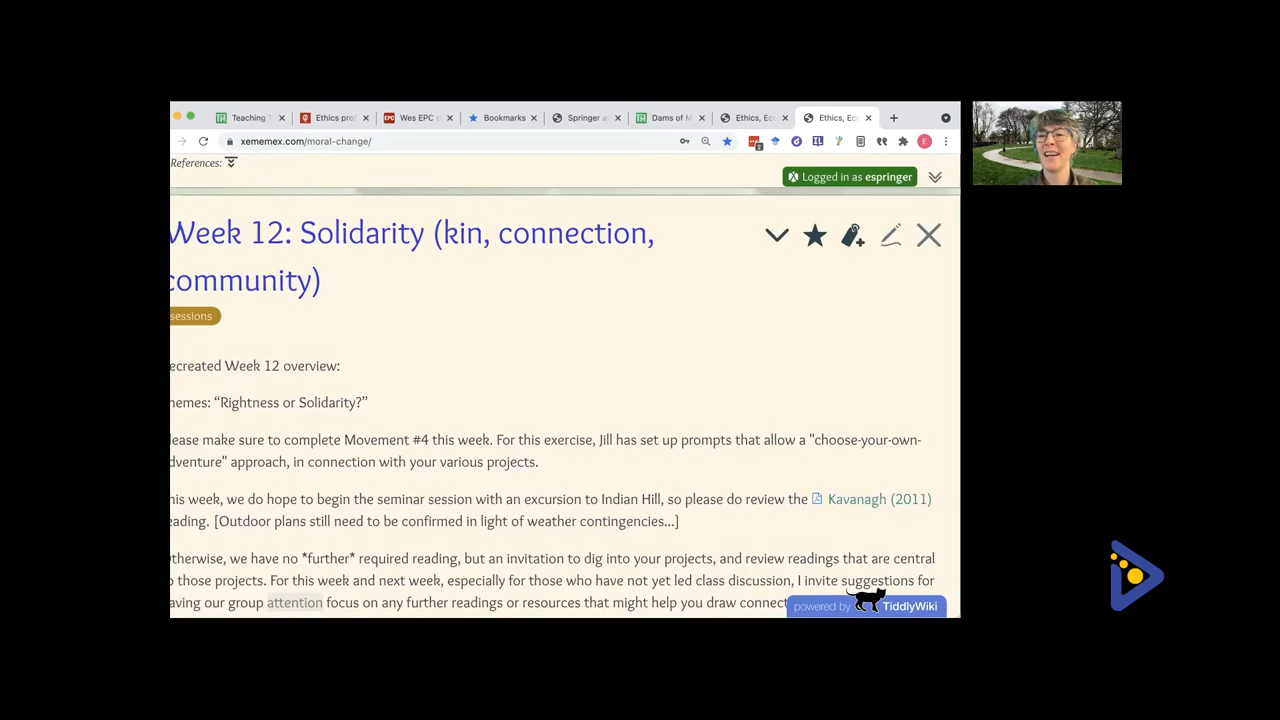 Teaching T
Ethics prof
Wes EPC e
Bookmarks
Springer a
Dams of M
Ethics, Eco
Ethics, Eco
xememex.com/moral-change/
References:
Logged in as espringer
Week 12: Solidarity (kin, connection,
community)
sessions
ecreated Week 12 overview:
hemes: “Rightness or Solidarity?”
lease make sure to complete Movement #4 this week. For this exercise, Jill has set up prompts that allow a "choose-your-own-
dventure" approach, in connection with your various projects.
his week, we do hope to begin the seminar session with an excursion to Indian Hill, so please do review the Kavanagh (2011)
eading. [Outdoor plans still need to be confirmed in light of weather contingencies...]
Otherwise, we have no *further* required reading, but an invitation to dig into your projects, and review readings that are central
o those projects. For this week and next week, especially for those who have not yet led class discussion, I invite suggestions for
aving our group attention focus on any further readings or resources that might help you draw connect
powered by TiddlyWiki